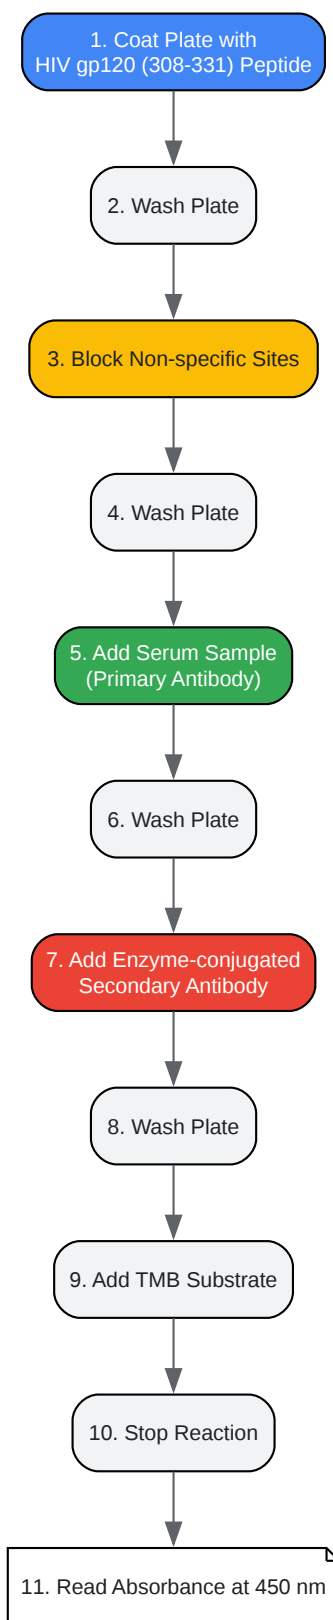 1. Coat Plate with
HIV gp120 (308-331) Peptide
2. Wash Plate
3. Block Non-specific Sites
4. Wash Plate
5. Add Serum Sample
(Primary Antibody)
6. Wash Plate
7. Add Enzyme-conjugated
Secondary Antibody
8. Wash Plate
9. Add TMB Substrate
10. Stop Reaction
11. Read Absorbance at 450 nm